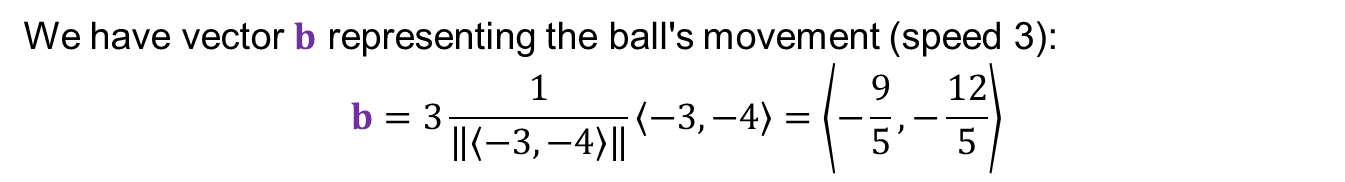 We have vector b representing the ball's movement (speed 3):
b = 3 1/‖⟨−3,−4⟩‖ ⟨−3,−4⟩ = ⟨−9/5, −12/5⟩